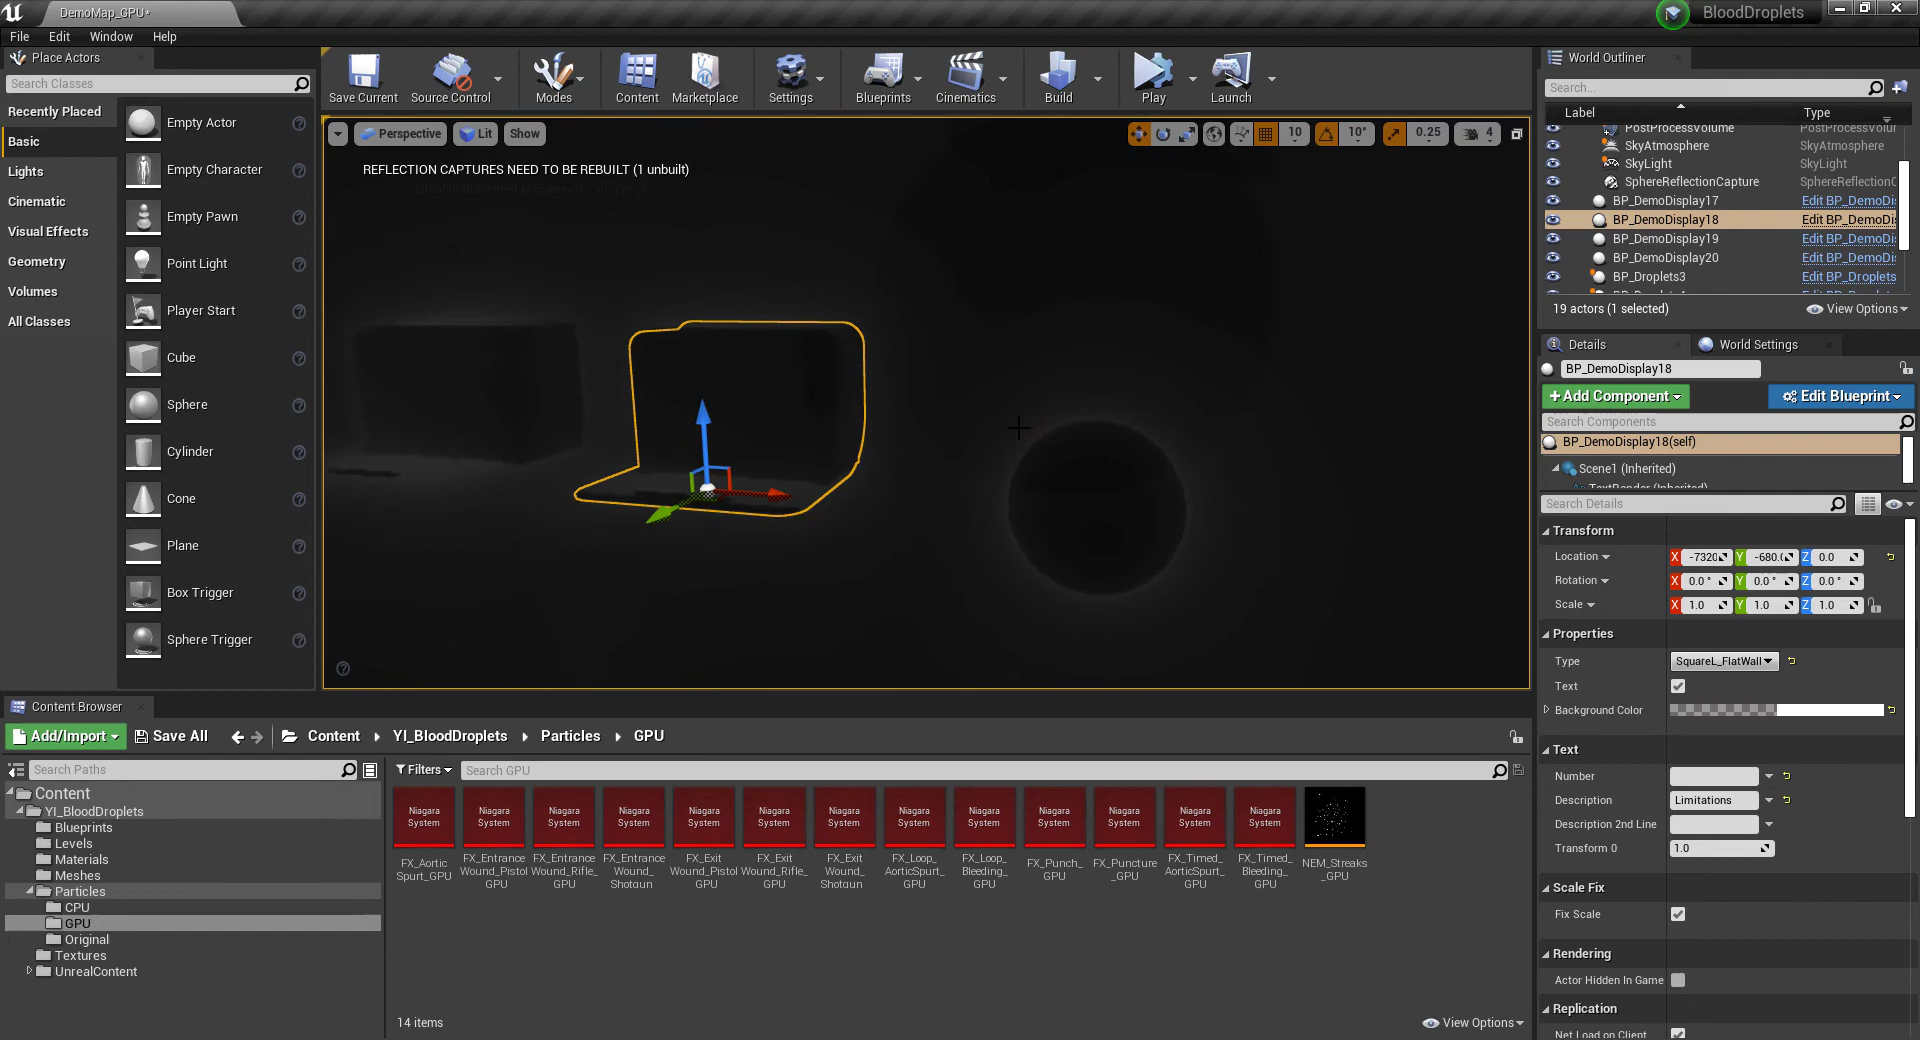 DemoMap_GPU*
BloodDroplets
File Edit Window Help
Place Actors
Search Classes
Recently Placed
Basic
Lights
Cinematic
Visual Effects
Geometry
Volumes
All Classes
Empty Actor
Empty Character
Empty Pawn
Point Light
Player Start
Cube
Sphere
Cylinder
Cone
Plane
Box Trigger
Sphere Trigger
Save Current
Source Control
Modes
Content
Marketplace
Settings
Blueprints
Cinematics
Build
Play
Launch
Perspective
Lit
Show
10
10°
0.25
4
REFLECTION CAPTURES NEED TO BE REBUILT (1 unbuilt)
World Outliner
Search...
Label Type
PostProcessVolume PostProcessVolur
SkyAtmosphere SkyAtmosphere
SkyLight SkyLight
SphereReflectionCapture SphereReflectionC
BP_DemoDisplay17 Edit BP_DemoDi
BP_DemoDisplay18 Edit BP_DemoDi
BP_DemoDisplay19 Edit BP_DemoDi
BP_DemoDisplay20 Edit BP_DemoDi
BP_Droplets3 Edit BP_Droplets
19 actors (1 selected)
View Options
Details
World Settings
BP_DemoDisplay18
+Add Component
Edit Blueprint
Search Components
BP_DemoDisplay18(self)
Scene1 (Inherited)
TextRender (Inherited)
Search Details
Transform
Location X -7320 Y -680.( Z 0.0
Rotation X 0.0 ° Y 0.0 ° Z 0.0 °
Scale X 1.0 Y 1.0 Z 1.0
Properties
Type SquareL_FlatWall
Text
Background Color
Text
Number
Description Limitations
Description 2nd Line
Transform 0 1.0
Scale Fix
Fix Scale
Rendering
Actor Hidden In Game
Replication
Net Load on Client
Content Browser
Add/Import
Save All
Content
YI_BloodDroplets
Particles
GPU
Search Paths
Content
YI_BloodDroplets
Blueprints
Levels
Materials
Meshes
Particles
CPU
GPU
Original
Textures
UnrealContent
Filters
Search GPU
Niagara System
FX_Aortic Spurt_GPU
Niagara System
FX_Entrance Wound_Pistol GPU
Niagara System
FX_Entrance Wound_Rifle_ GPU
Niagara System
FX_Entrance Wound_ Shotgun
Niagara System
FX_Exit Wound_Pistol GPU
Niagara System
FX_Exit Wound_Rifle_ GPU
Niagara System
FX_Exit Wound_ Shotgun
Niagara System
FX_Loop_ AorticSpurt_ GPU
Niagara System
FX_Loop_ Bleeding_ GPU
Niagara System
FX_Punch_ GPU
Niagara System
FX_Puncture _GPU
Niagara System
FX_Timed_ AorticSpurt_ GPU
Niagara System
FX_Timed_ Bleeding_ GPU
NEM_Streaks _GPU
14 items
View Options